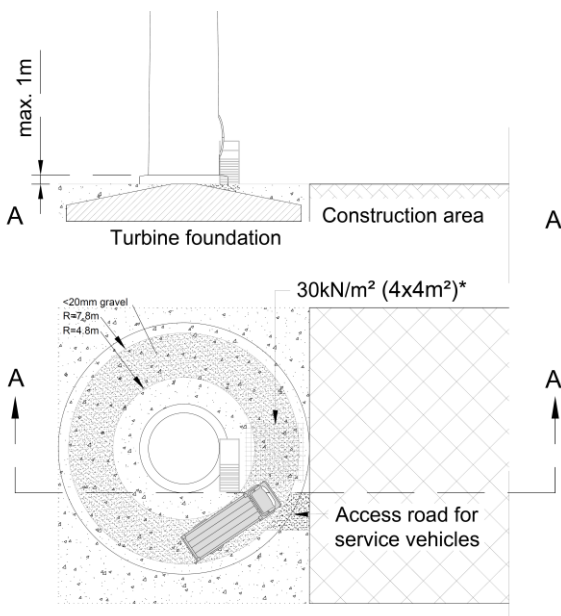 max. 1m
A
Turbine foundation
Construction area
A
30kN/m² (4x4m²)*
<20mm gravel
R=7.8m
R=4.8m
A
A
Access road for
service vehicles